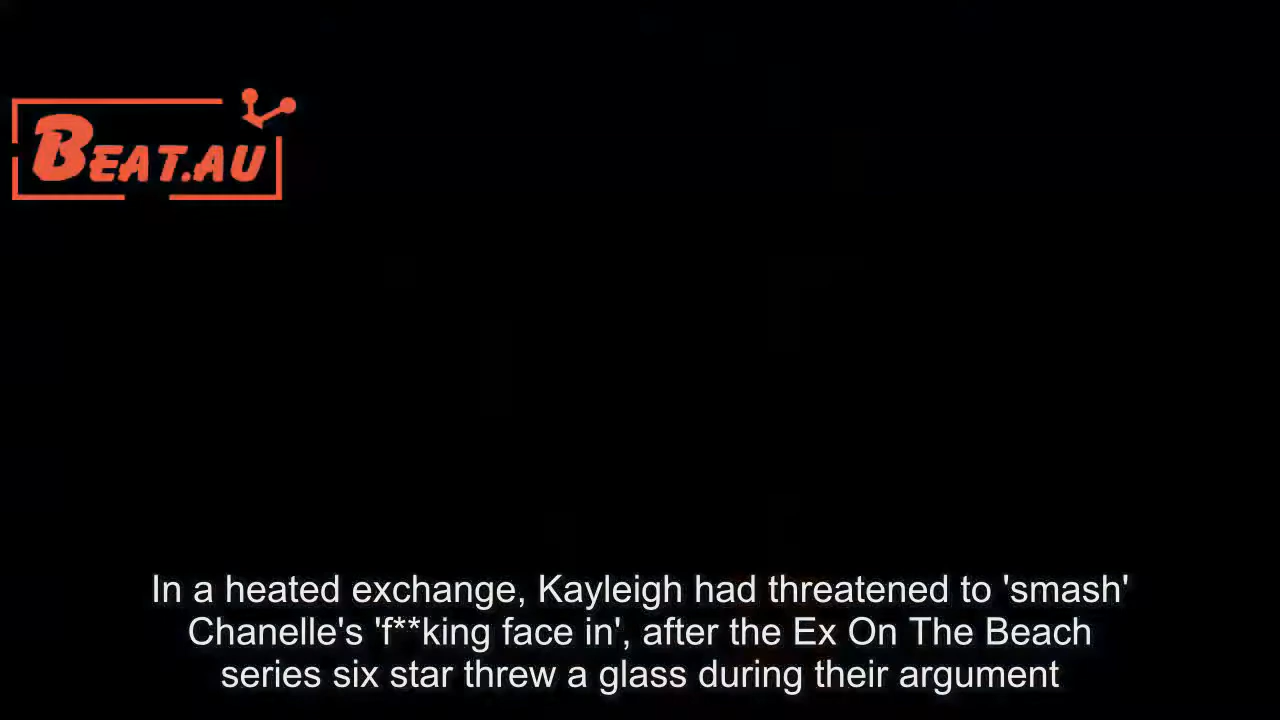 BEAT.AU
In a heated exchange, Kayleigh had threatened to 'smash'
Chanelle's 'f**king face in', after the Ex On The Beach
series six star threw a glass during their argument